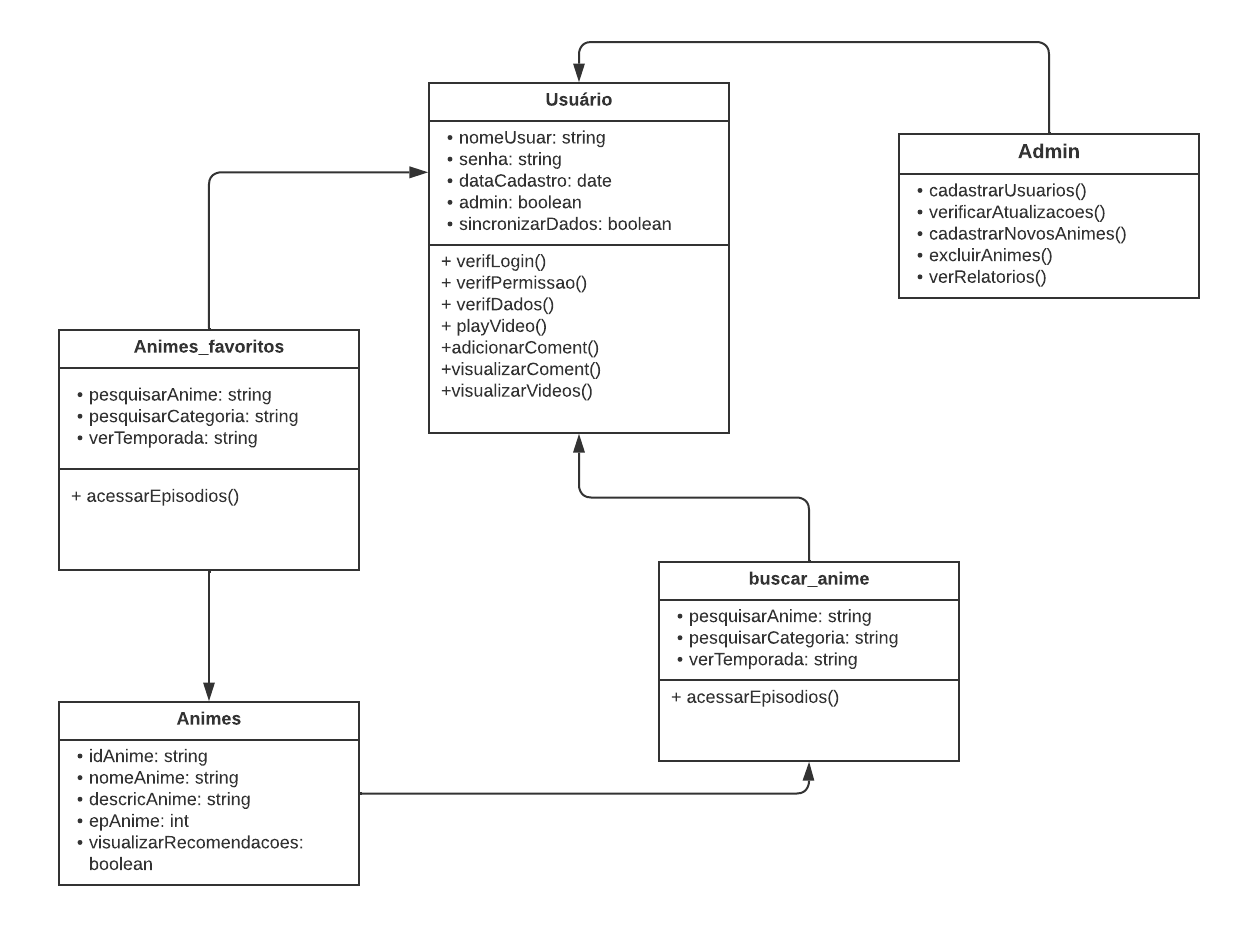 Usuário
• nomeUsuar: string
• senha: string
• dataCadastro: date
• admin: boolean
• sincronizarDados: boolean
+ verifLogin()
+ verifPermissao()
+ verifDados()
+ playVideo()
+adicionarComent()
+visualizarComent()
+visualizarVideos()
Admin
• cadastrarUsuarios()
• verificarAtualizacoes()
• cadastrarNovosAnimes()
• excluirAnimes()
• verRelatorios()
Animes_favoritos
• pesquisarAnime: string
• pesquisarCategoria: string
• verTemporada: string
+ acessarEpisodios()
buscar_anime
• pesquisarAnime: string
• pesquisarCategoria: string
• verTemporada: string
+ acessarEpisodios()
Animes
• idAnime: string
• nomeAnime: string
• descricAnime: string
• epAnime: int
• visualizarRecomendacoes:
boolean